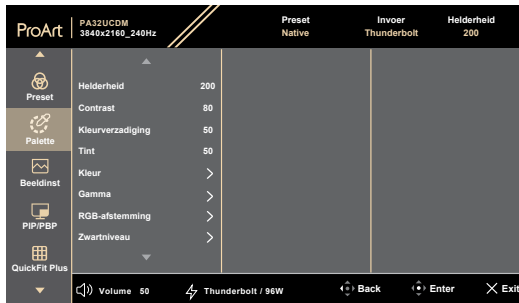 ProArt
PA32UCDM
3840x2160_240Hz
Preset
Native
Invoer
Thunderbolt
Helderheid
200
Preset
Palette
Beeldinst
PIP/PBP
QuickFit Plus
Helderheid 200
Contrast 80
Kleurverzadiging 50
Tint 50
Kleur
Gamma
RGB-afstemming
Zwartniveau
Volume 50
Thunderbolt / 96W
Back
Enter
Exit